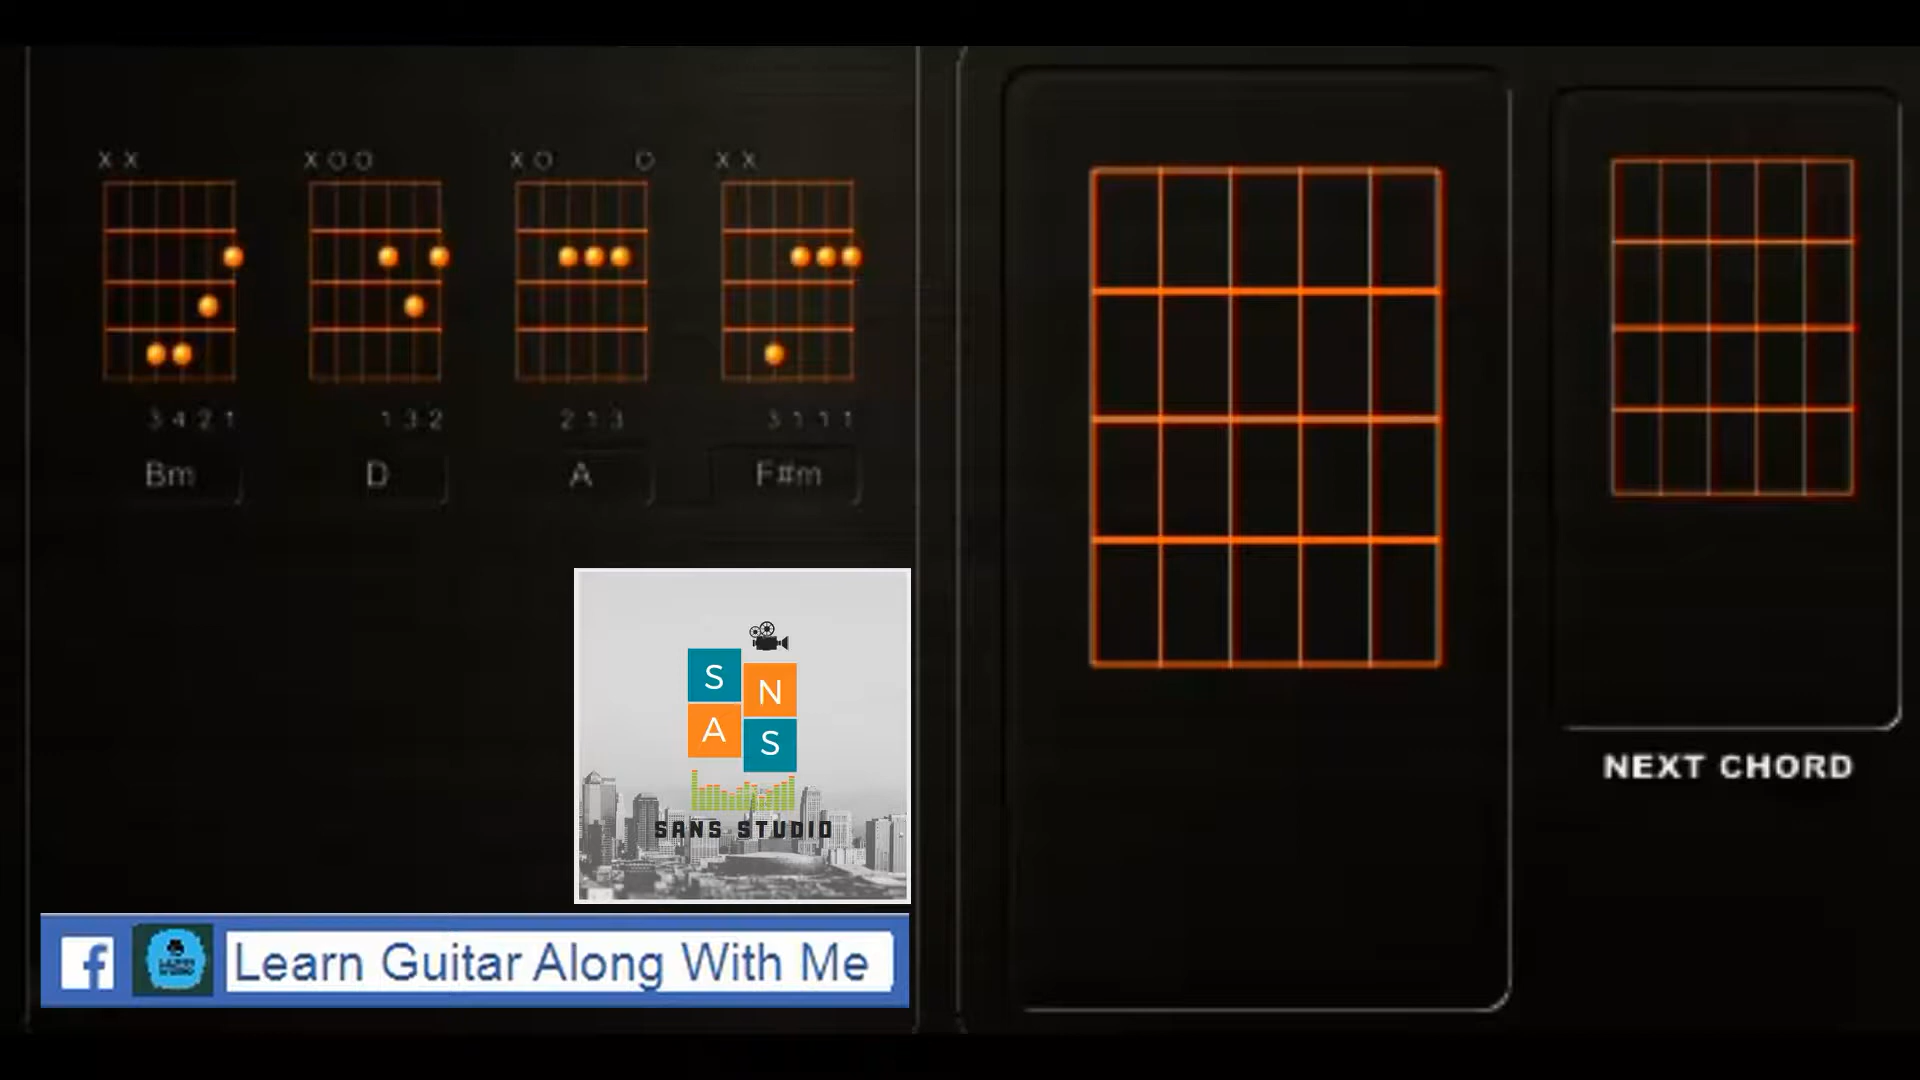 X X
X O O
X O O
X X
3 4 2 1
1 3 2
2 1 3
3 1 1 1
Bm
D
A
F#m
S
N
A
S
SANS STUDIO
NEXT CHORD
f
Learn Guitar Along With Me